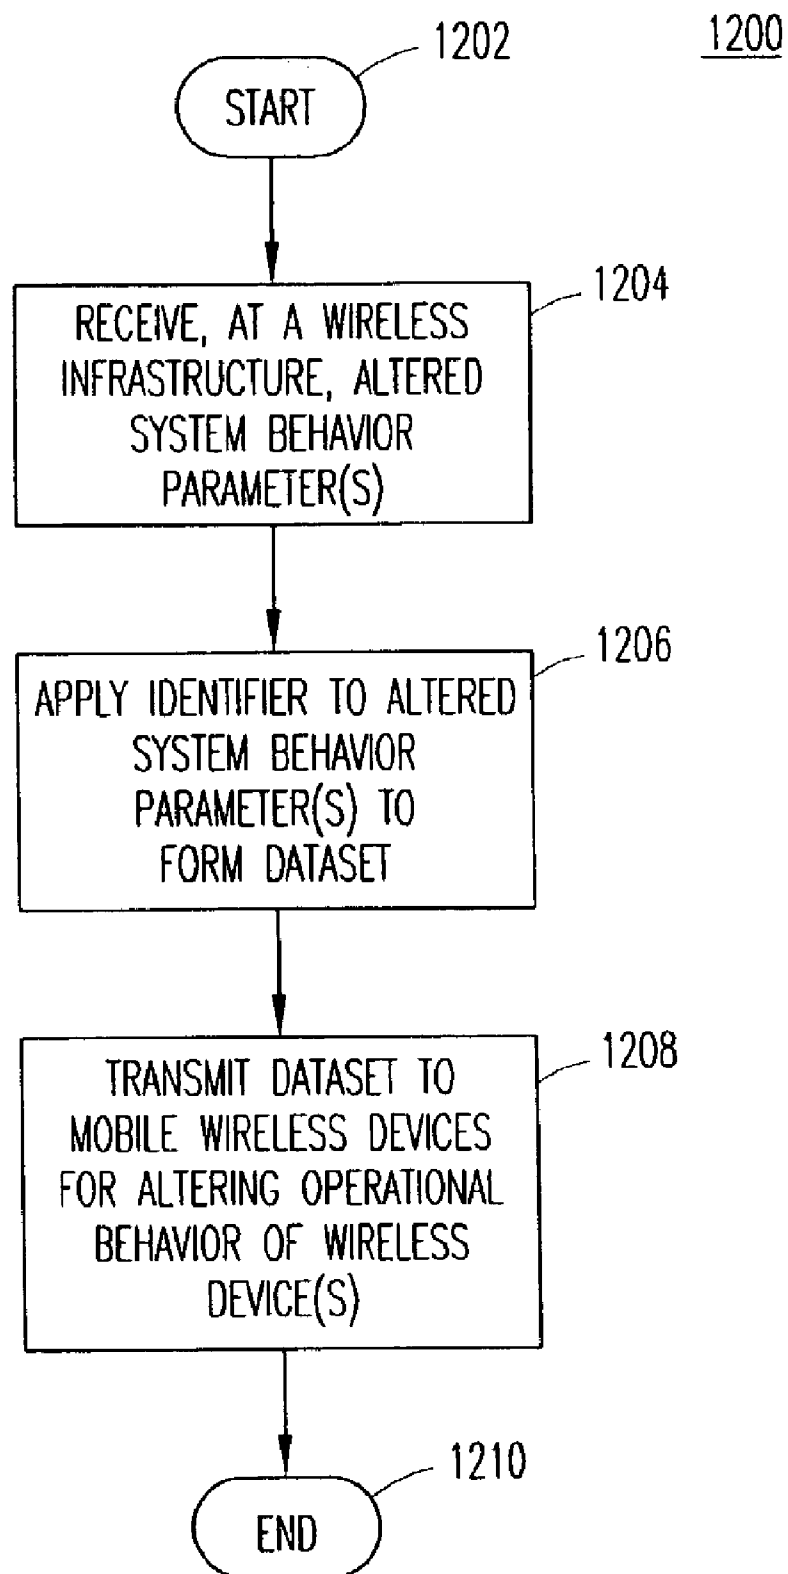 1200
1202
START
1204
RECEIVE, AT A WIRELESS
INFRASTRUCTURE, ALTERED
SYSTEM BEHAVIOR
PARAMETER(S)
1206
APPLY IDENTIFIER TO ALTERED
SYSTEM BEHAVIOR
PARAMETER(S) TO
FORM DATASET
1208
TRANSMIT DATASET TO
MOBILE WIRELESS DEVICES
FOR ALTERING OPERATIONAL
BEHAVIOR OF WIRELESS
DEVICE(S)
1210
END